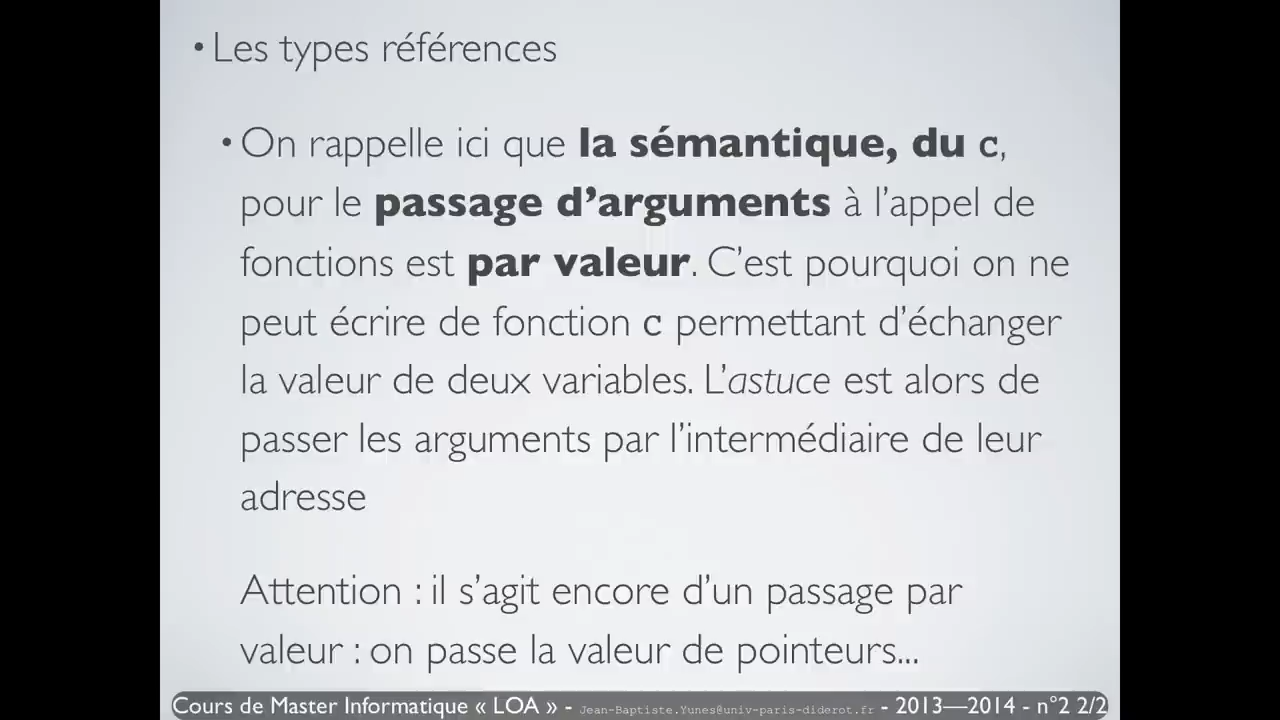 • Les types références
• On rappelle ici que la sémantique, du c,
pour le passage d’arguments à l’appel de
fonctions est par valeur. C’est pourquoi on ne
peut écrire de fonction c permettant d’échanger
la valeur de deux variables. L’astuce est alors de
passer les arguments par l’intermédiaire de leur
adresse
Attention : il s’agit encore d’un passage par
valeur : on passe la valeur de pointeurs...
Cours de Master Informatique « LOA » - Jean-Baptiste.Yunes@univ-paris-diderot.fr - 2013—2014 - n°2 2/2